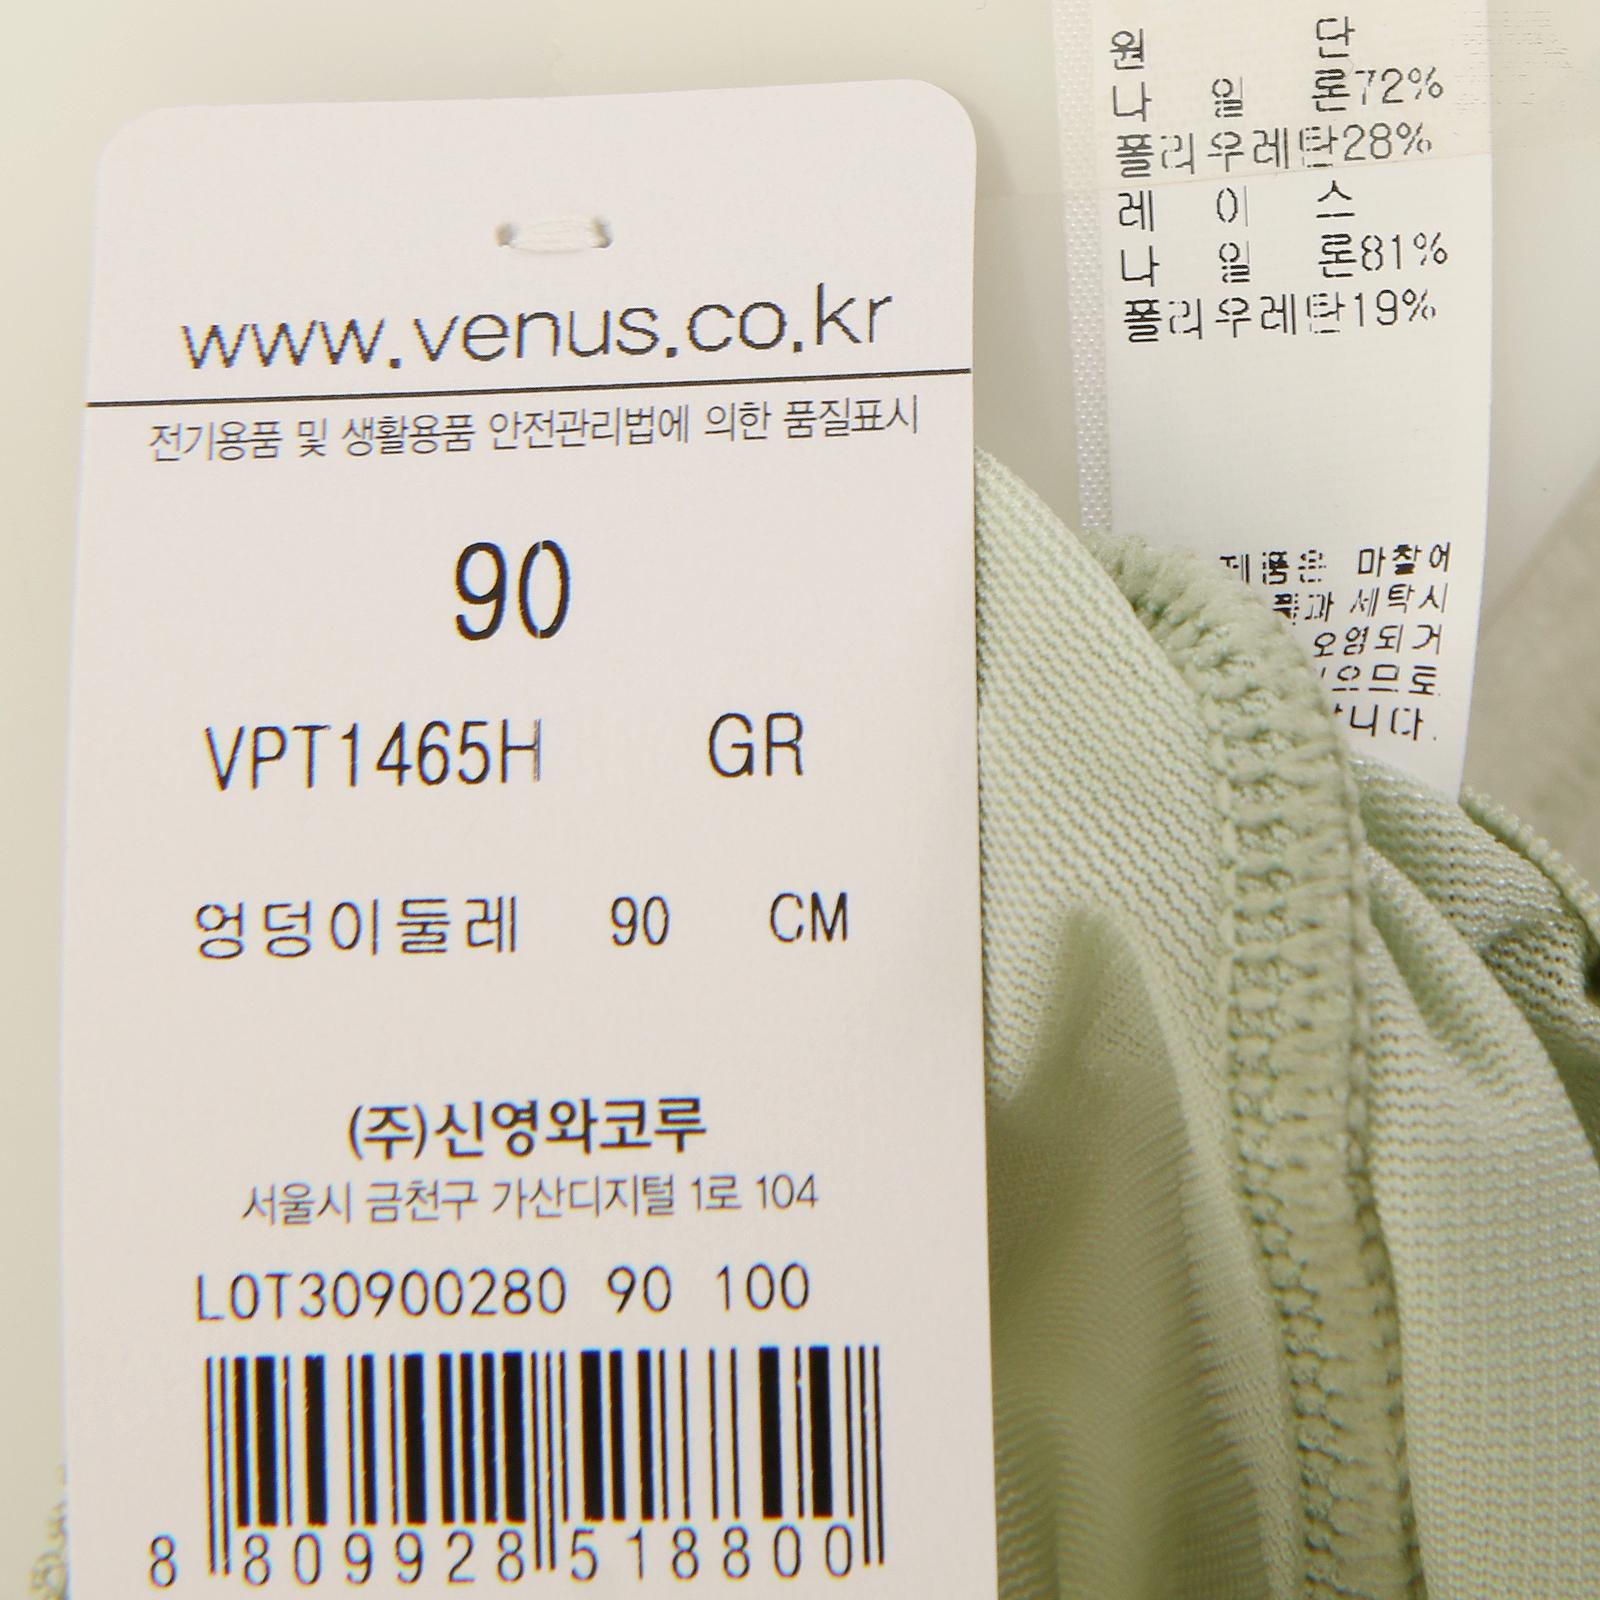 www.venus.co.kr
전기용품 및 생활용품 안전관리법에 의한 품질표시
90
VPT1465H GR
엉덩이둘레 90 CM
(주)신영와코루
서울시 금천구 가산디지털 1로 104
LOT30900280 90 100
8 809928 518800
원 단
나 일 론72%
폴리우레탄28%
레 이 스
나 일 론81%
폴리우레탄19%
제품은 마찰에
과 세탁시
오염되거
으므로
니다.